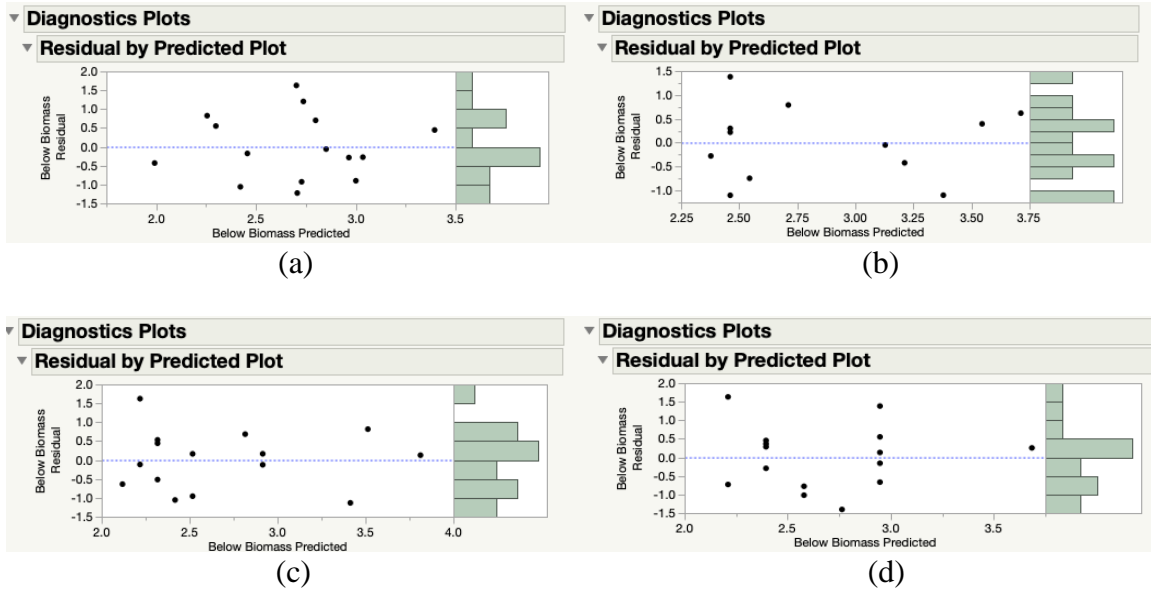 Diagnostics Plots
Residual by Predicted Plot
Below Biomass
Residual
2.0
1.5
1.0
0.5
0.0
-0.5
-1.0
-1.5
2.0 2.5 3.0 3.5
Below Biomass Predicted
(a)
Diagnostics Plots
Residual by Predicted Plot
Below Biomass
Residual
1.5
1.0
0.5
0.0
-0.5
-1.0
2.25 2.50 2.75 3.00 3.25 3.50 3.75
Below Biomass Predicted
(b)
Diagnostics Plots
Residual by Predicted Plot
Below Biomass
Residual
2.0
1.5
1.0
0.5
0.0
-0.5
-1.0
-1.5
2.0 2.5 3.0 3.5 4.0
Below Biomass Predicted
(c)
Diagnostics Plots
Residual by Predicted Plot
Below Biomass
Residual
2.0
1.5
1.0
0.5
0.0
-0.5
-1.0
-1.5
2.0 2.5 3.0 3.5
Below Biomass Predicted
(d)